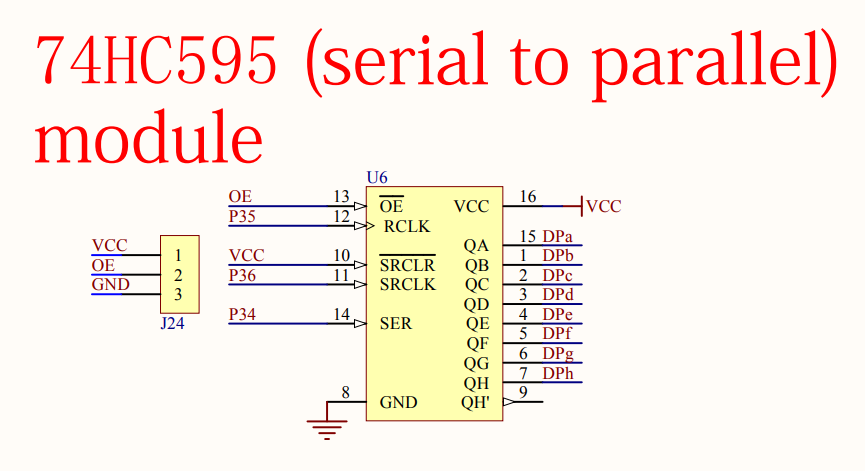 74HC595 (serial to parallel)
module
U6
OE 13 OE VCC 16 VCC
P35 12 RCLK
QA 15 DPa
VCC 10 SRCLR QB 1 DPb
P36 11 SRCLK QC 2 DPc
QD 3 DPd
P34 14 SER QE 4 DPe
QF 5 DPf
QG 6 DPg
QH 7 DPh
8 GND QH' 9
VCC 1
OE 2
GND 3
J24